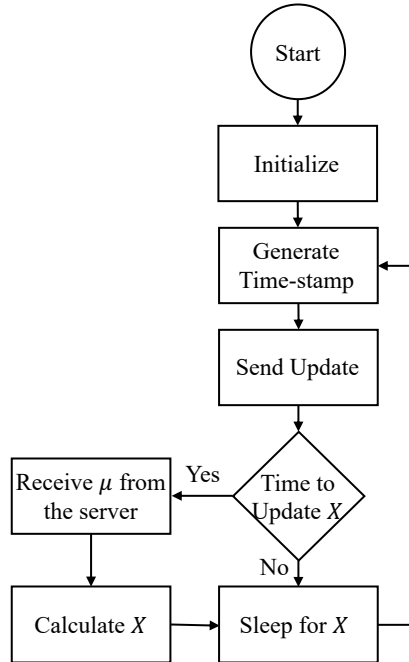 Start
Initialize
Generate
Time-stamp
Send Update
Time to
Update X
Yes
Receive μ from
the server
No
Calculate X
Sleep for X